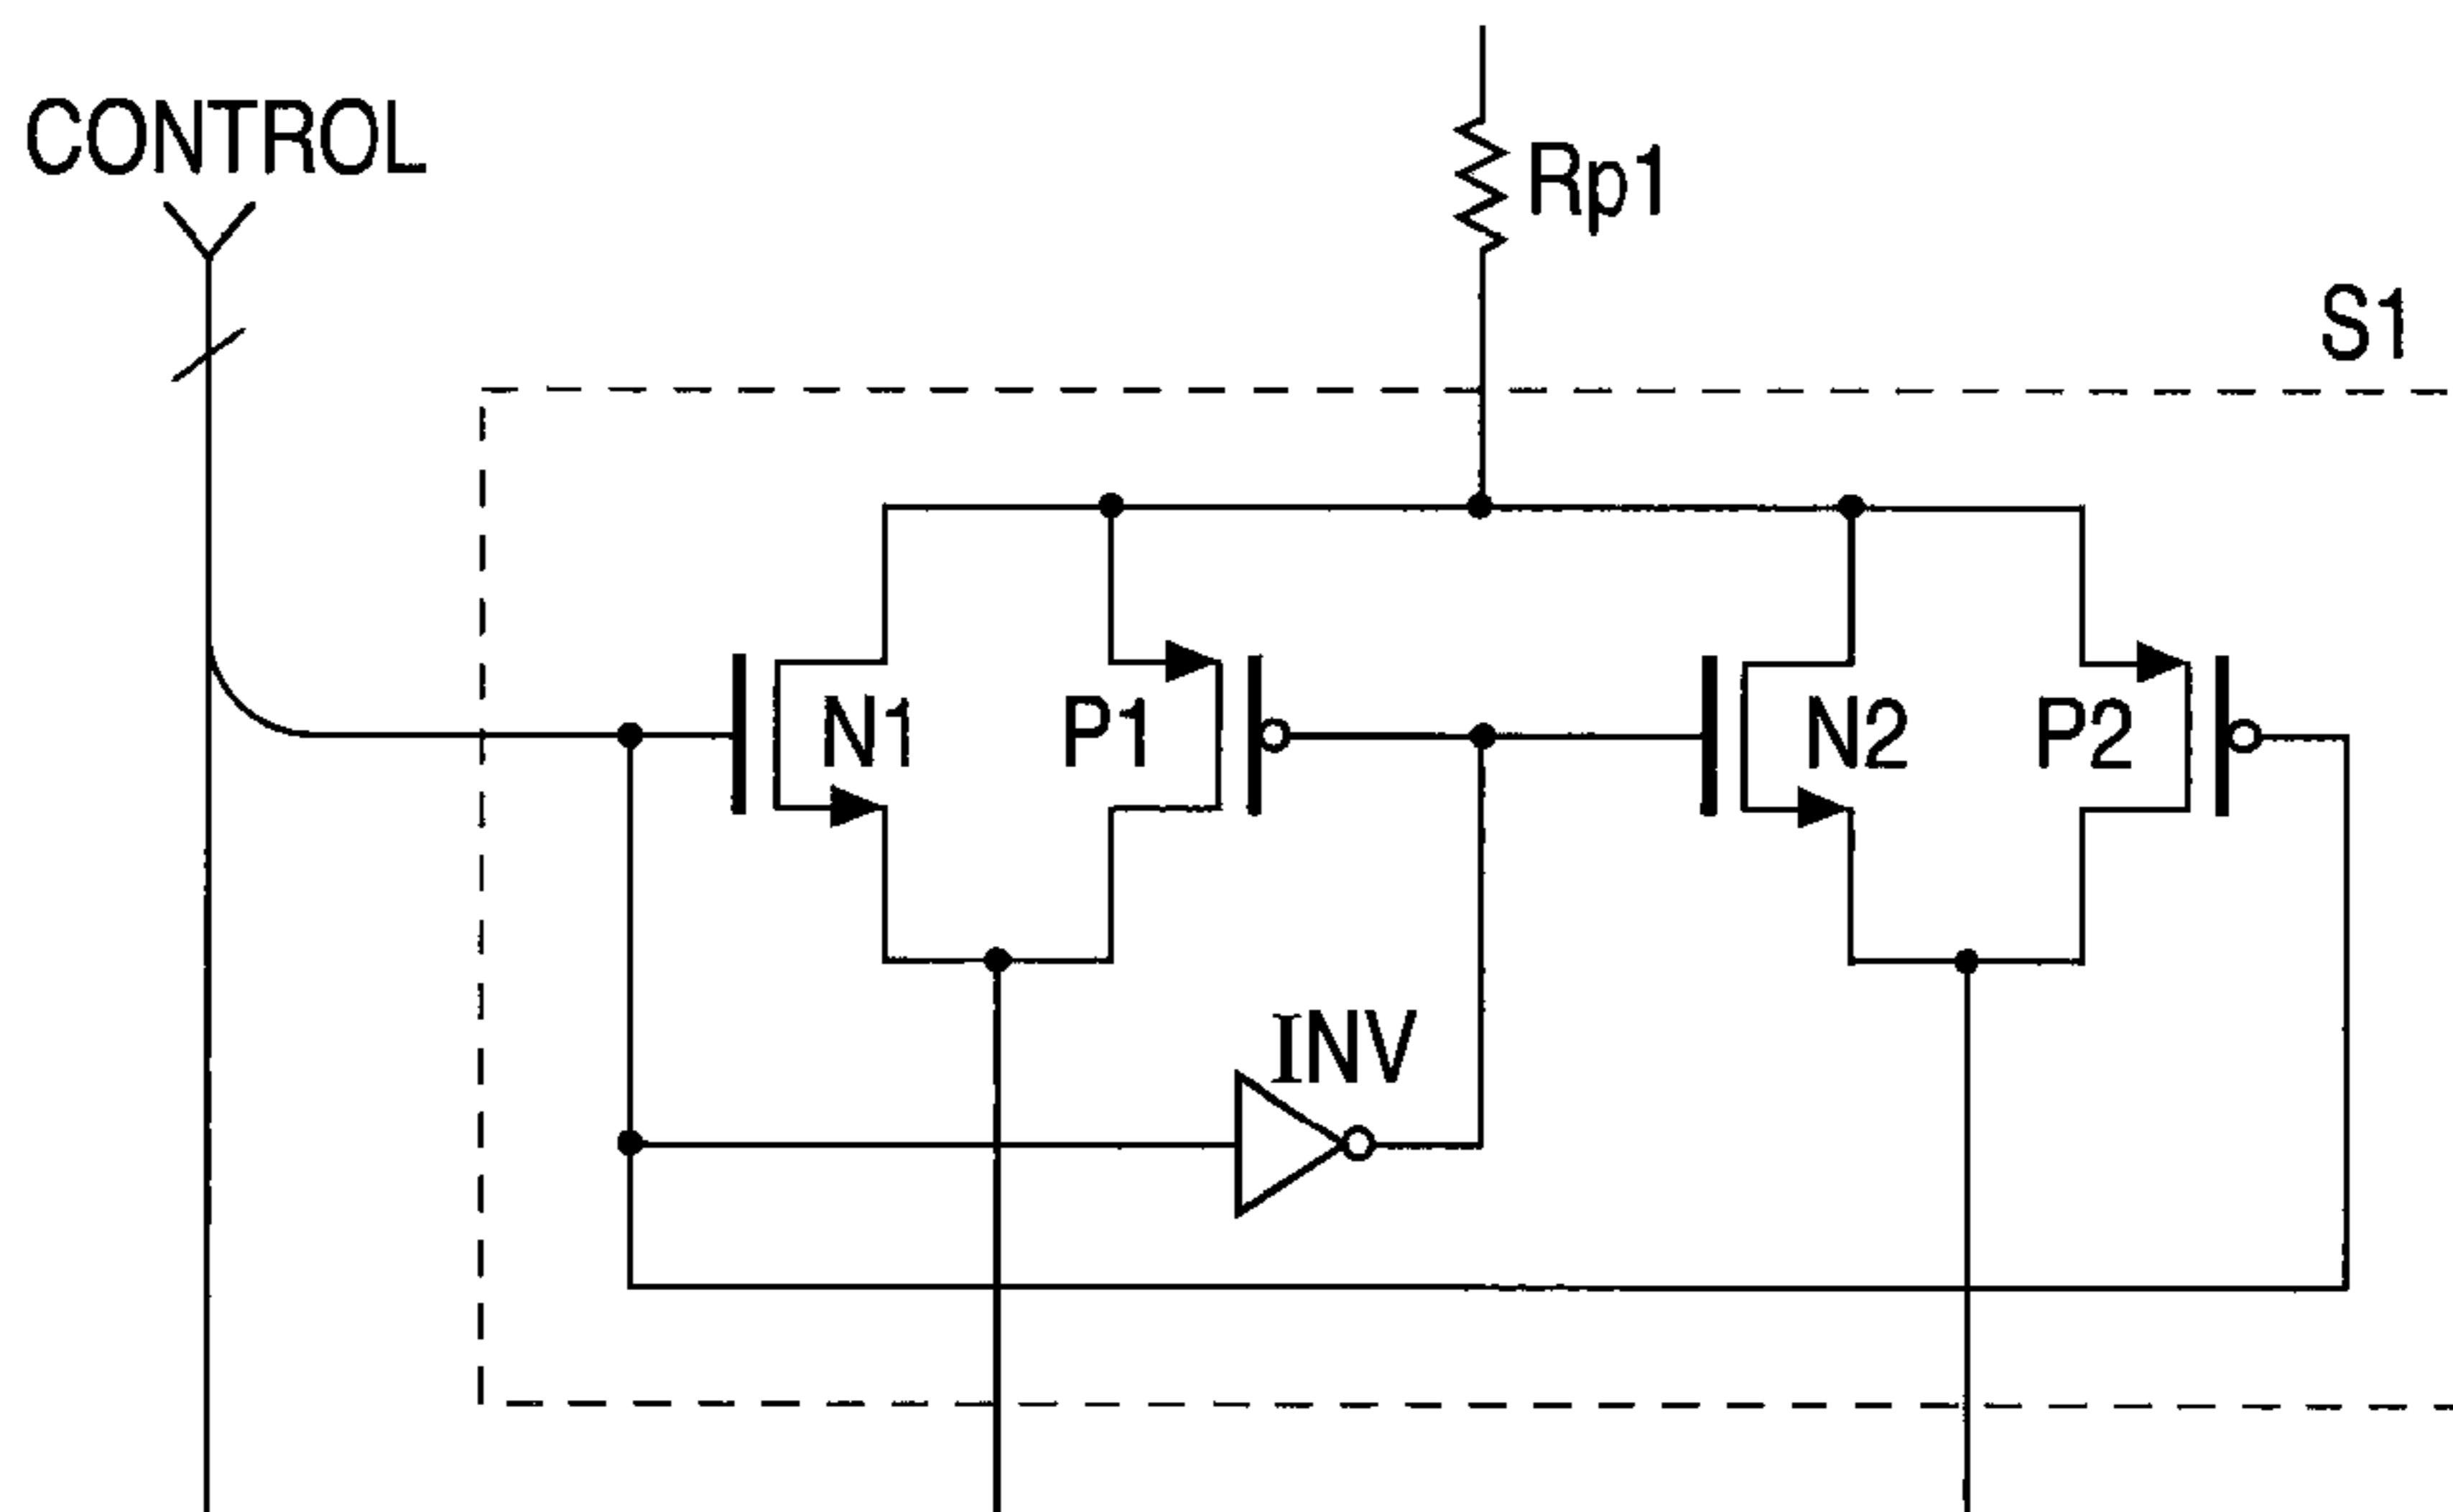 CONTROL
Rp1
S1
N1
P1
N2
P2
INV